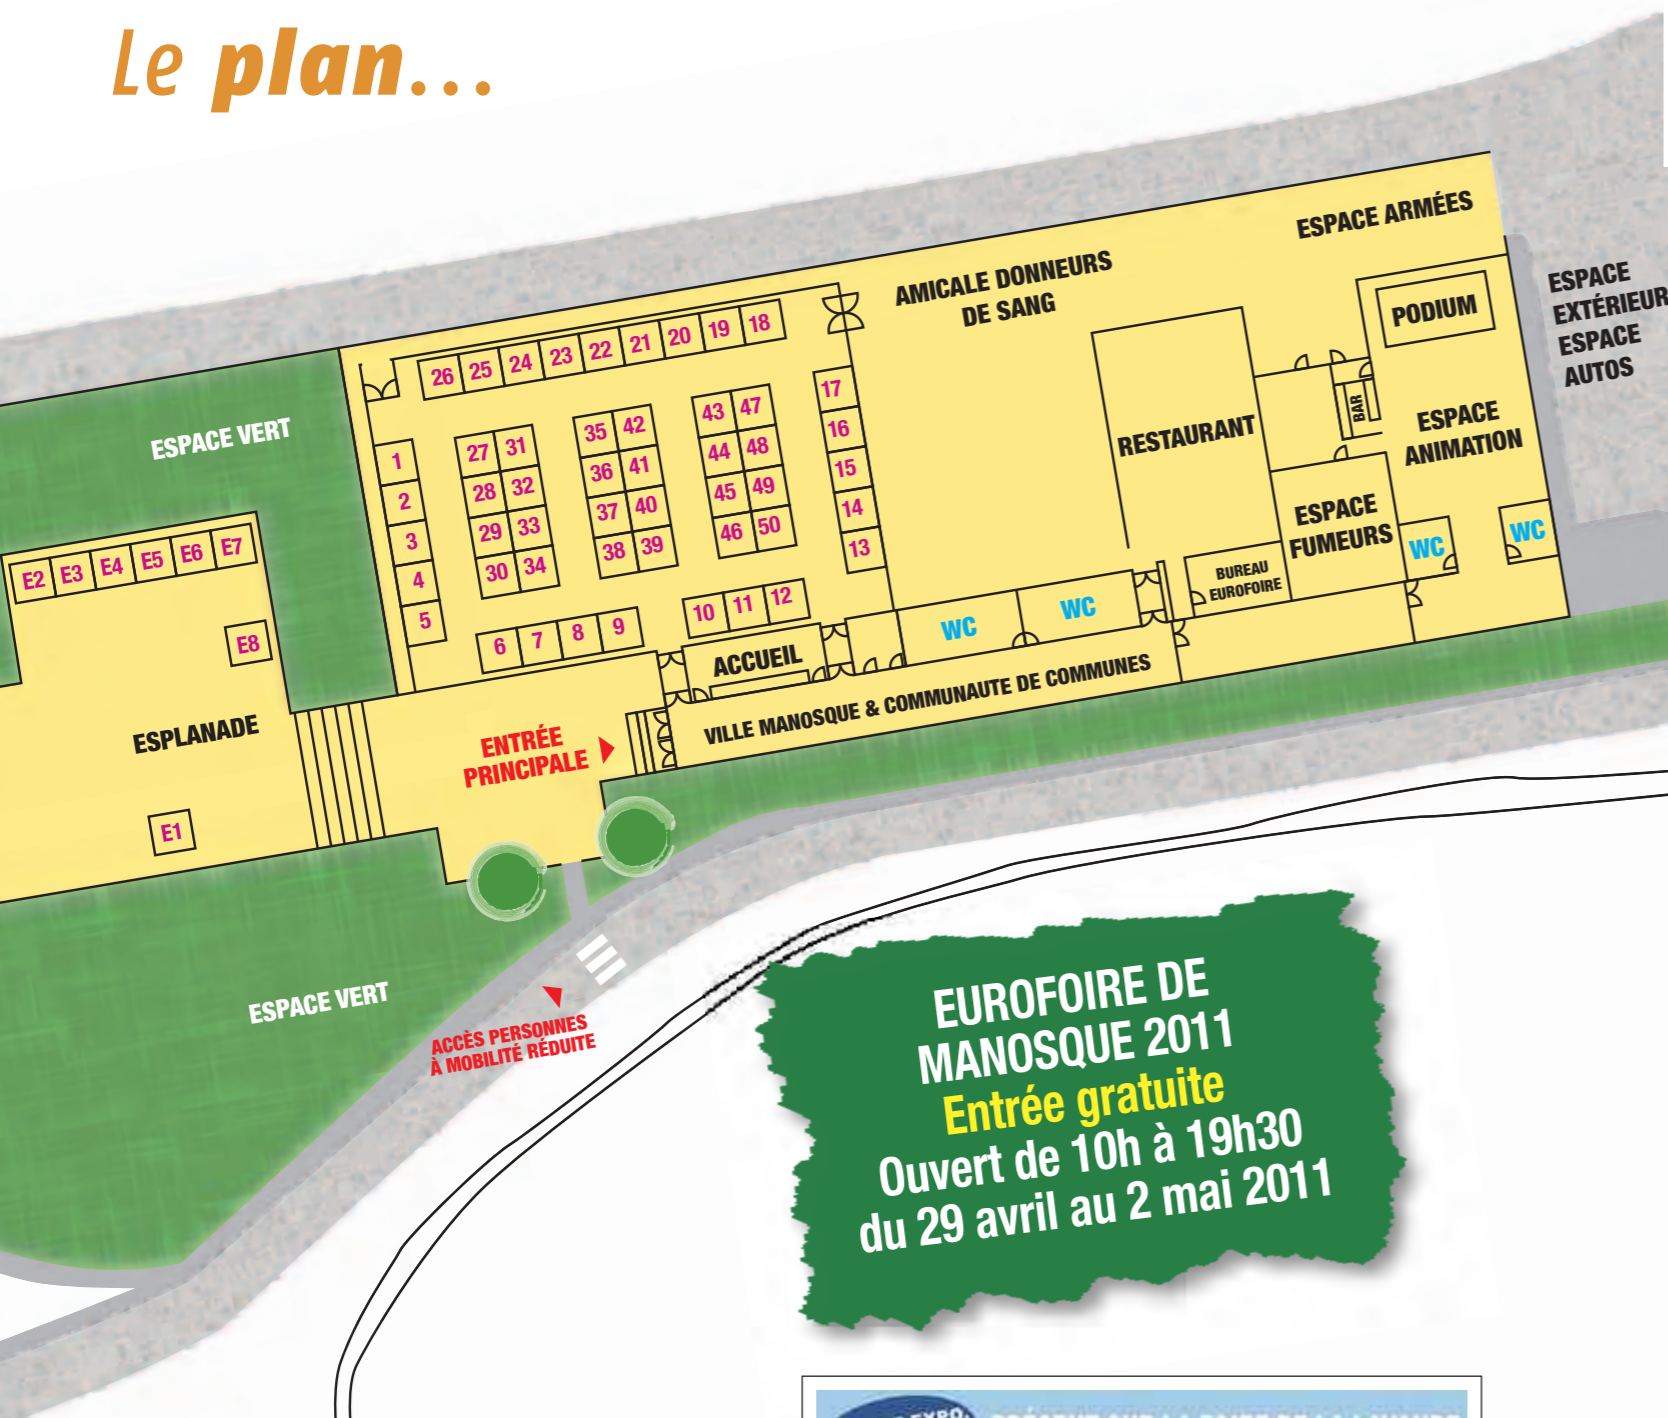 Le plan...
ESPACE ARMÉES
AMICALE DONNEURS
DE SANG
ESPACE
EXTÉRIEUR
ESPACE
AUTOS
PODIUM
26 25 24 23 22 21 20 19 18
ESPACE VERT
RESTAURANT
BAR
ESPACE
ANIMATION
1
2
3
4
5
27 31
28 32
29 33
30 34
35 42
36 41
37 40
38 39
43 47
44 48
45 49
46 50
17
16
15
14
13
ESPACE
FUMEURS
WC
WC
BUREAU
EUROFOIRE
E2 E3 E4 E5 E6 E7
E8
6 7 8 9
10 11 12
ACCUEIL
WC
WC
VILLE MANOSQUE & COMMUNAUTE DE COMMUNES
ESPLANADE
ENTRÉE
PRINCIPALE
E1
ESPACE VERT
ACCÈS PERSONNES
À MOBILITÉ RÉDUITE
EUROFOIRE DE
MANOSQUE 2011
Entrée gratuite
Ouvert de 10h à 19h30
du 29 avril au 2 mai 2011